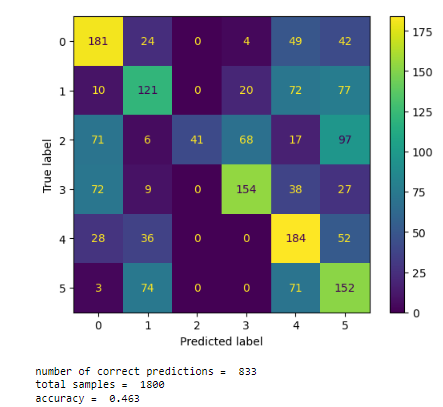 0 181 24 0 4 49 42
1 10 121 0 20 72 77
2 71 6 41 68 17 97
3 72 9 0 154 38 27
4 28 36 0 0 184 52
5 3 74 0 0 71 152
0 1 2 3 4 5
True label
Predicted label
175
150
125
100
75
50
25
0
number of correct predictions = 833
total samples = 1800
accuracy = 0.463